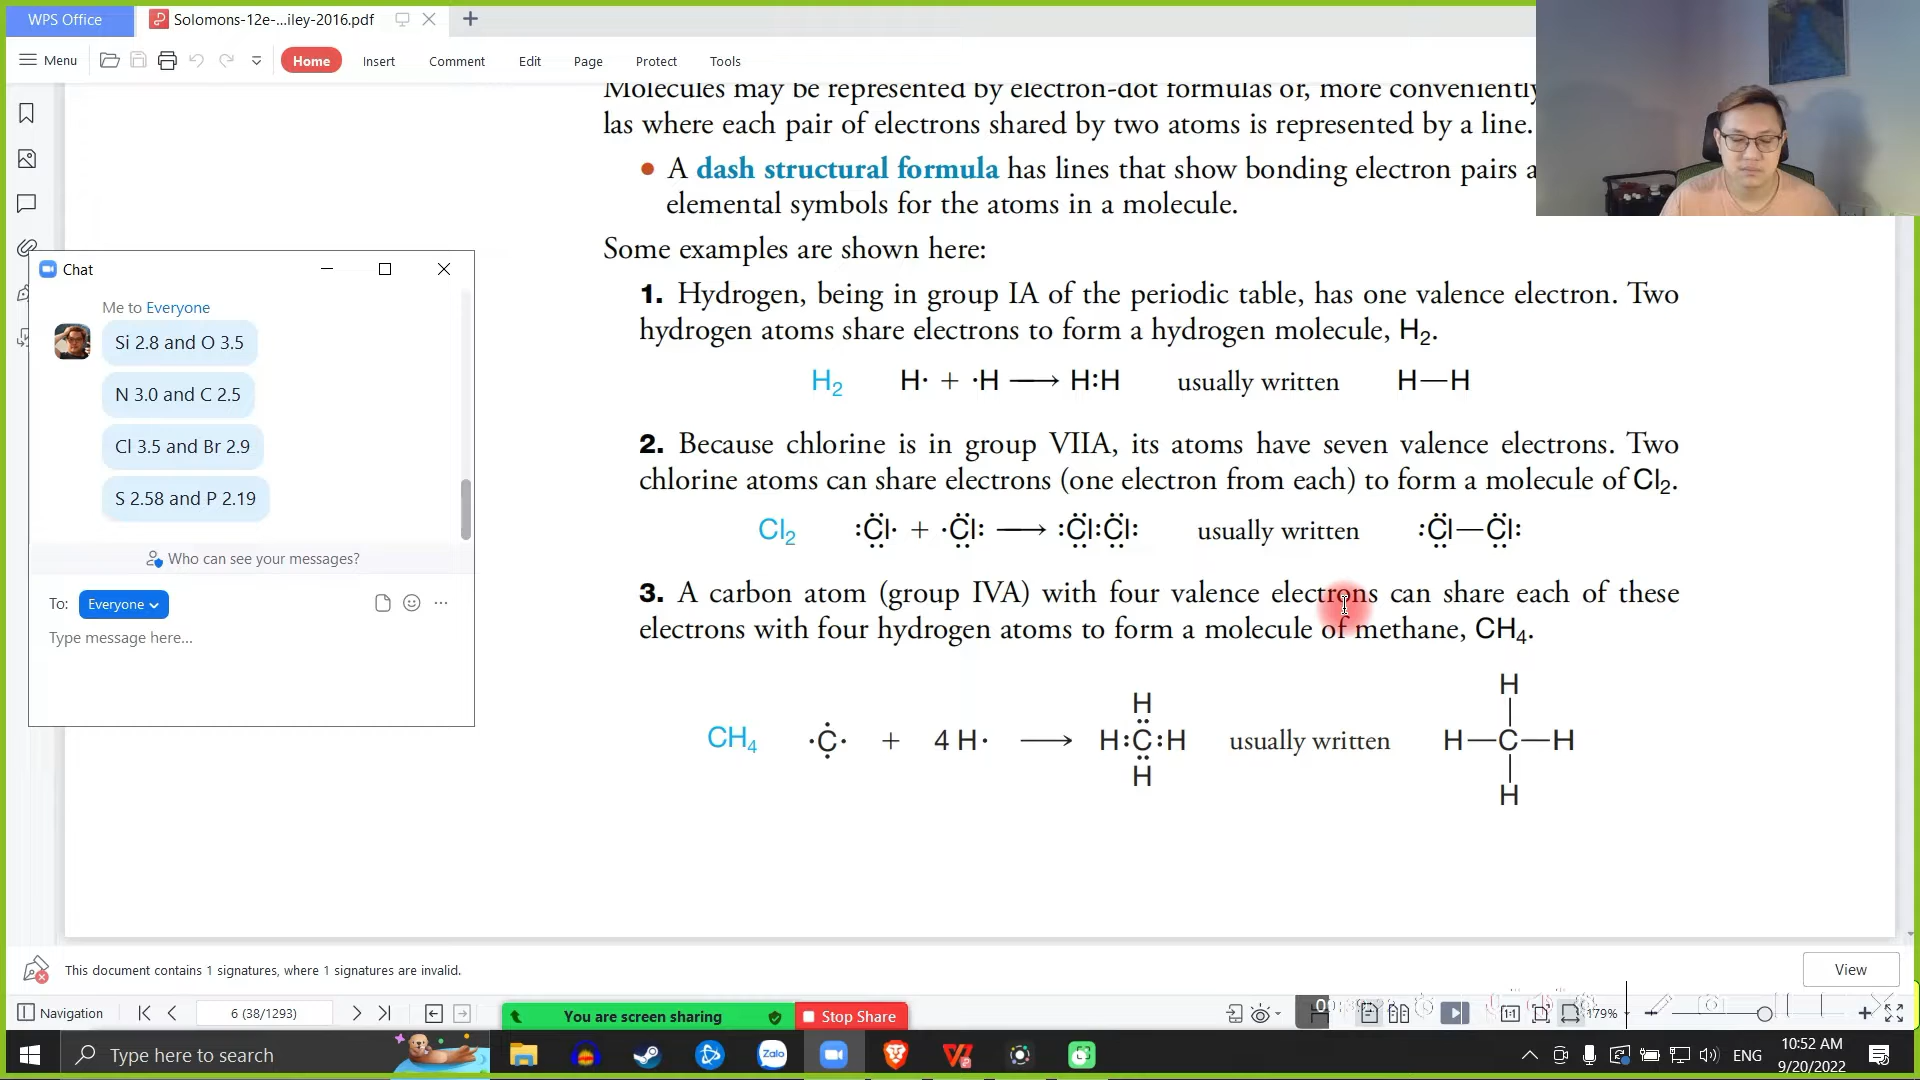 WPS Office
Solomons-12e-...iley-2016.pdf
Menu
Home
Insert
Comment
Edit
Page
Protect
Tools
Molecules may be represented by electron-dot formulas or, more conveniently
las where each pair of electrons shared by two atoms is represented by a line.
• A dash structural formula has lines that show bonding electron pairs a
elemental symbols for the atoms in a molecule.
Some examples are shown here:
1. Hydrogen, being in group IA of the periodic table, has one valence electron. Two
hydrogen atoms share electrons to form a hydrogen molecule, H₂.
H₂ H· + ·H ⟶ H:H usually written H—H
2. Because chlorine is in group VIIA, its atoms have seven valence electrons. Two
chlorine atoms can share electrons (one electron from each) to form a molecule of Cl₂.
Cl₂ :Cl· + ·Cl: ⟶ :Cl:Cl: usually written :Cl—Cl:
3. A carbon atom (group IVA) with four valence electrons can share each of these
electrons with four hydrogen atoms to form a molecule of methane, CH₄.
H
H
CH₄ ·C· + 4 H· ⟶ H:C:H usually written H—C—H
H
H
Chat
Me to Everyone
Si 2.8 and O 3.5
N 3.0 and C 2.5
Cl 3.5 and Br 2.9
S 2.58 and P 2.19
Who can see your messages?
To: Everyone
Type message here...
This document contains 1 signatures, where 1 signatures are invalid.
View
Navigation
6 (38/1293)
You are screen sharing
Stop Share
1:1
179%
Type here to search
Zalo
ENG
10:52 AM
9/20/2022